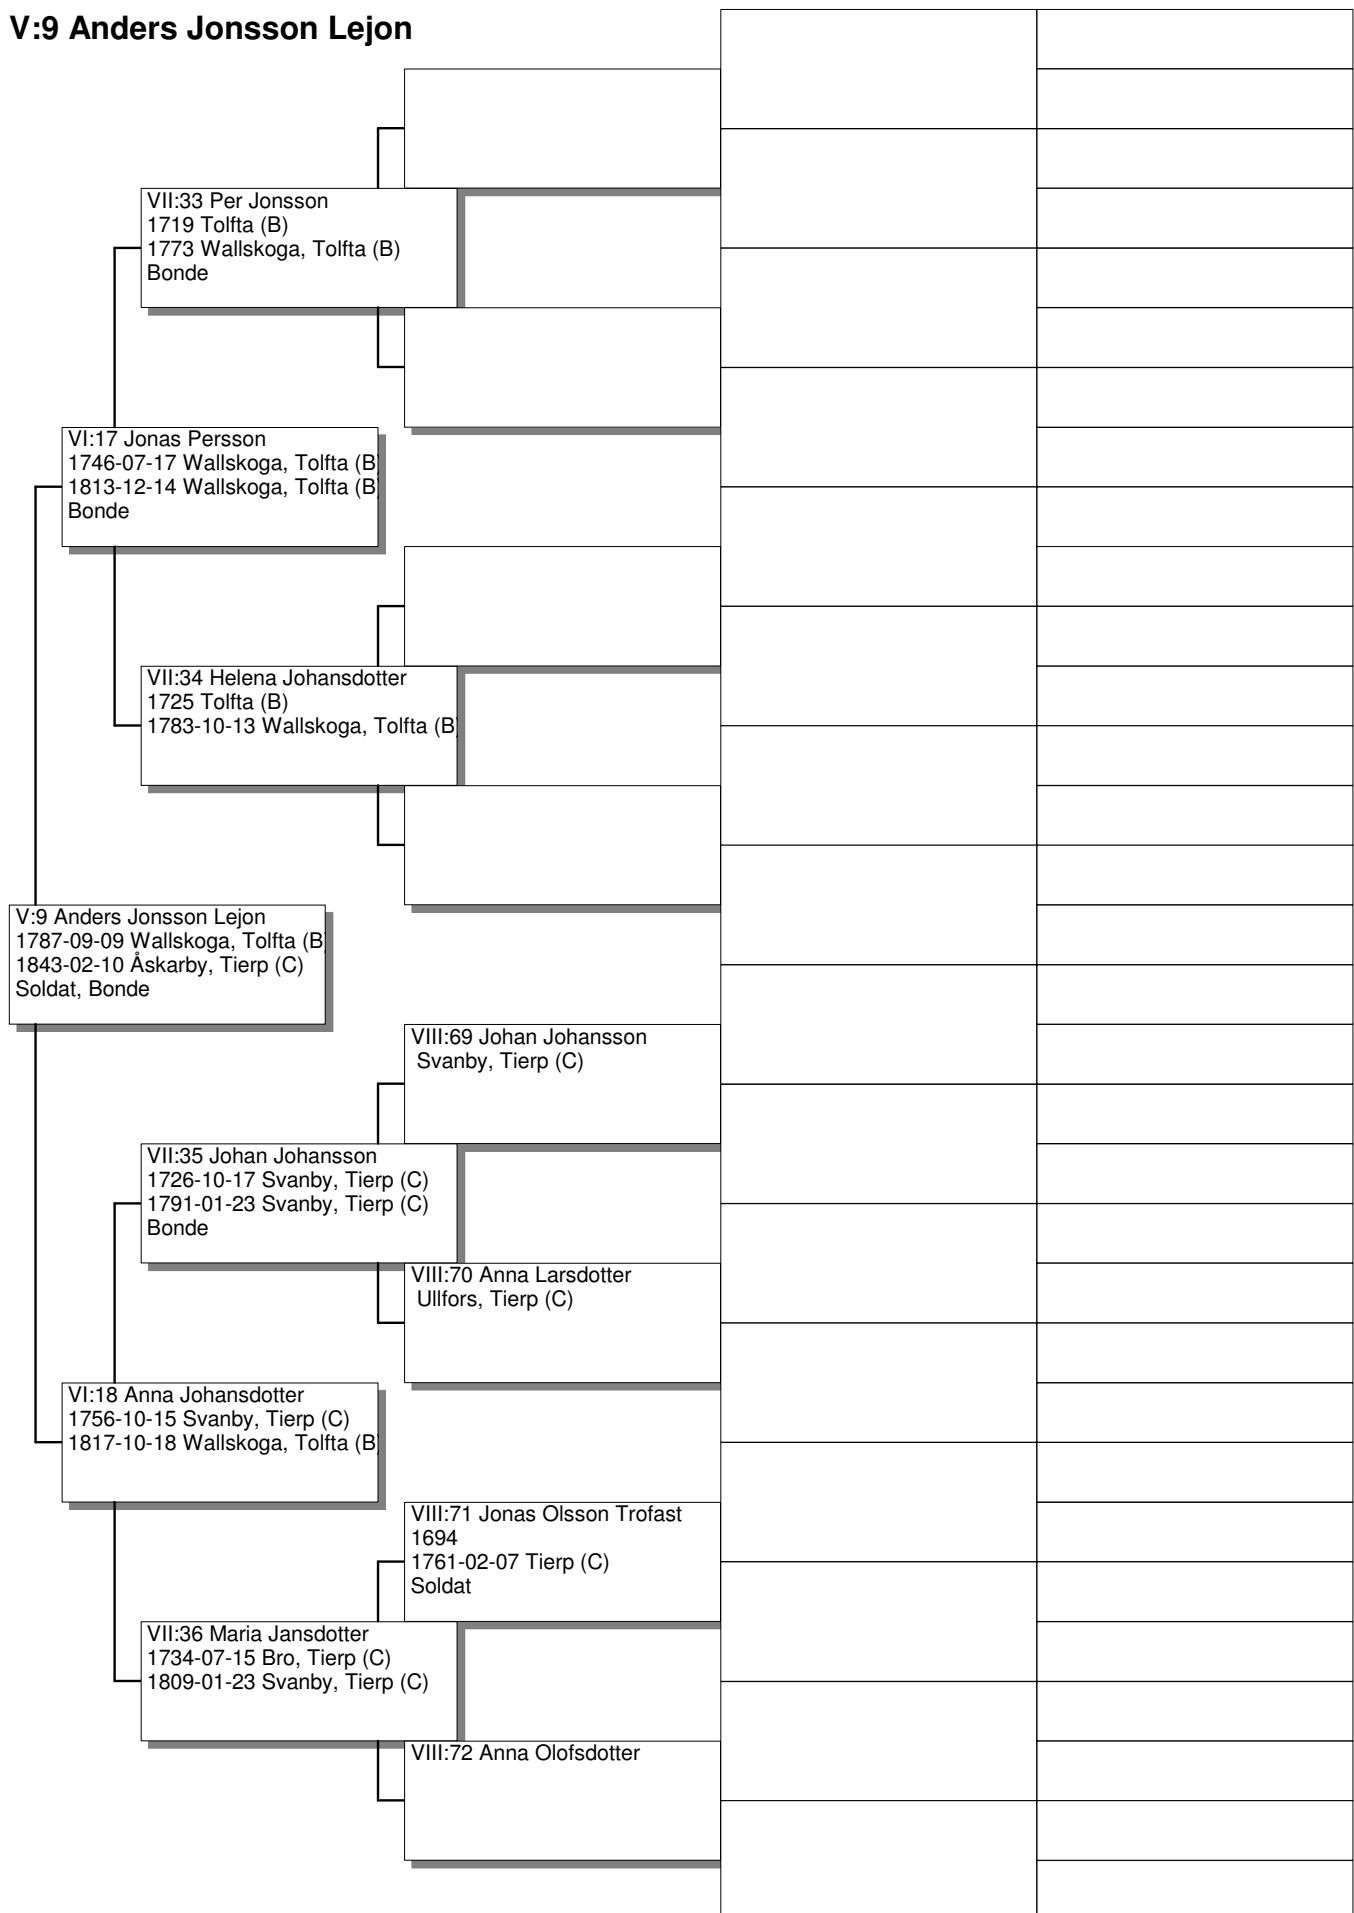 V:9 Anders Jonsson Lejon
VII:33 Per Jonsson
1719 Tolfta (B)
1773 Wallskoga, Tolfta (B)
Bonde
VI:17 Jonas Persson
1746-07-17 Wallskoga, Tolfta (B
1813-12-14 Wallskoga, Tolfta (B
Bonde
VII:34 Helena Johansdotter
1725 Tolfta (B)
1783-10-13 Wallskoga, Tolfta (B
V:9 Anders Jonsson Lejon
1787-09-09 Wallskoga, Tolfta (B
1843-02-10 Åskarby, Tierp (C)
Soldat, Bonde
VIII:69 Johan Johansson
Svanby, Tierp (C)
VII:35 Johan Johansson
1726-10-17 Svanby, Tierp (C)
1791-01-23 Svanby, Tierp (C)
Bonde
VIII:70 Anna Larsdotter
Ullfors, Tierp (C)
VI:18 Anna Johansdotter
1756-10-15 Svanby, Tierp (C)
1817-10-18 Wallskoga, Tolfta (B
VIII:71 Jonas Olsson Trofast
1694
1761-02-07 Tierp (C)
Soldat
VII:36 Maria Jansdotter
1734-07-15 Bro, Tierp (C)
1809-01-23 Svanby, Tierp (C)
VIII:72 Anna Olofsdotter